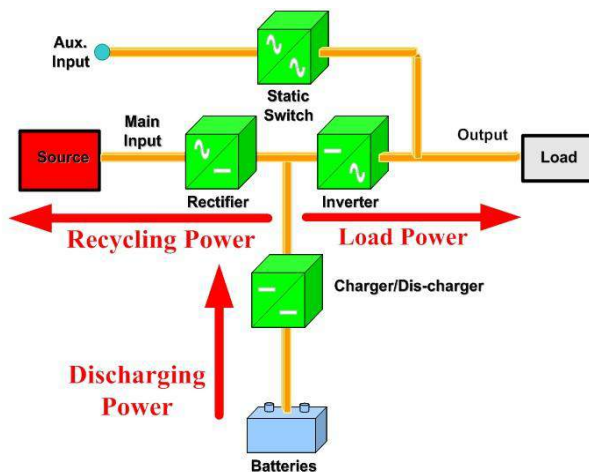 Aux.
Input
Static
Switch
Main
Input
Output
Source
Load
Rectifier
Inverter
Recycling Power
Load Power
Charger/Dis-charger
Discharging
Power
Batteries